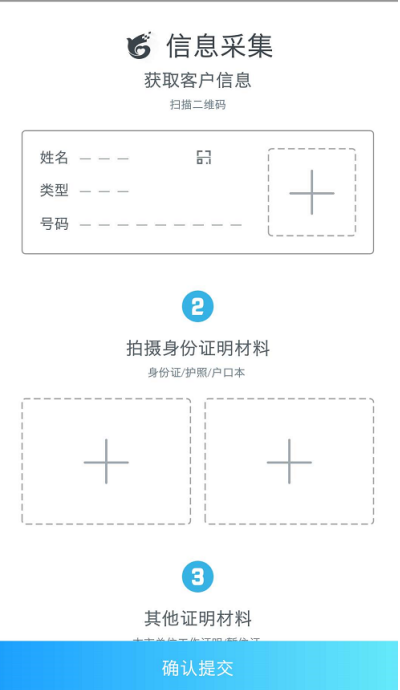 信息采集
获取客户信息
扫描二维码
姓名
类型
号码
2
拍摄身份证明材料
身份证/护照/户口本
3
其他证明材料
确认提交